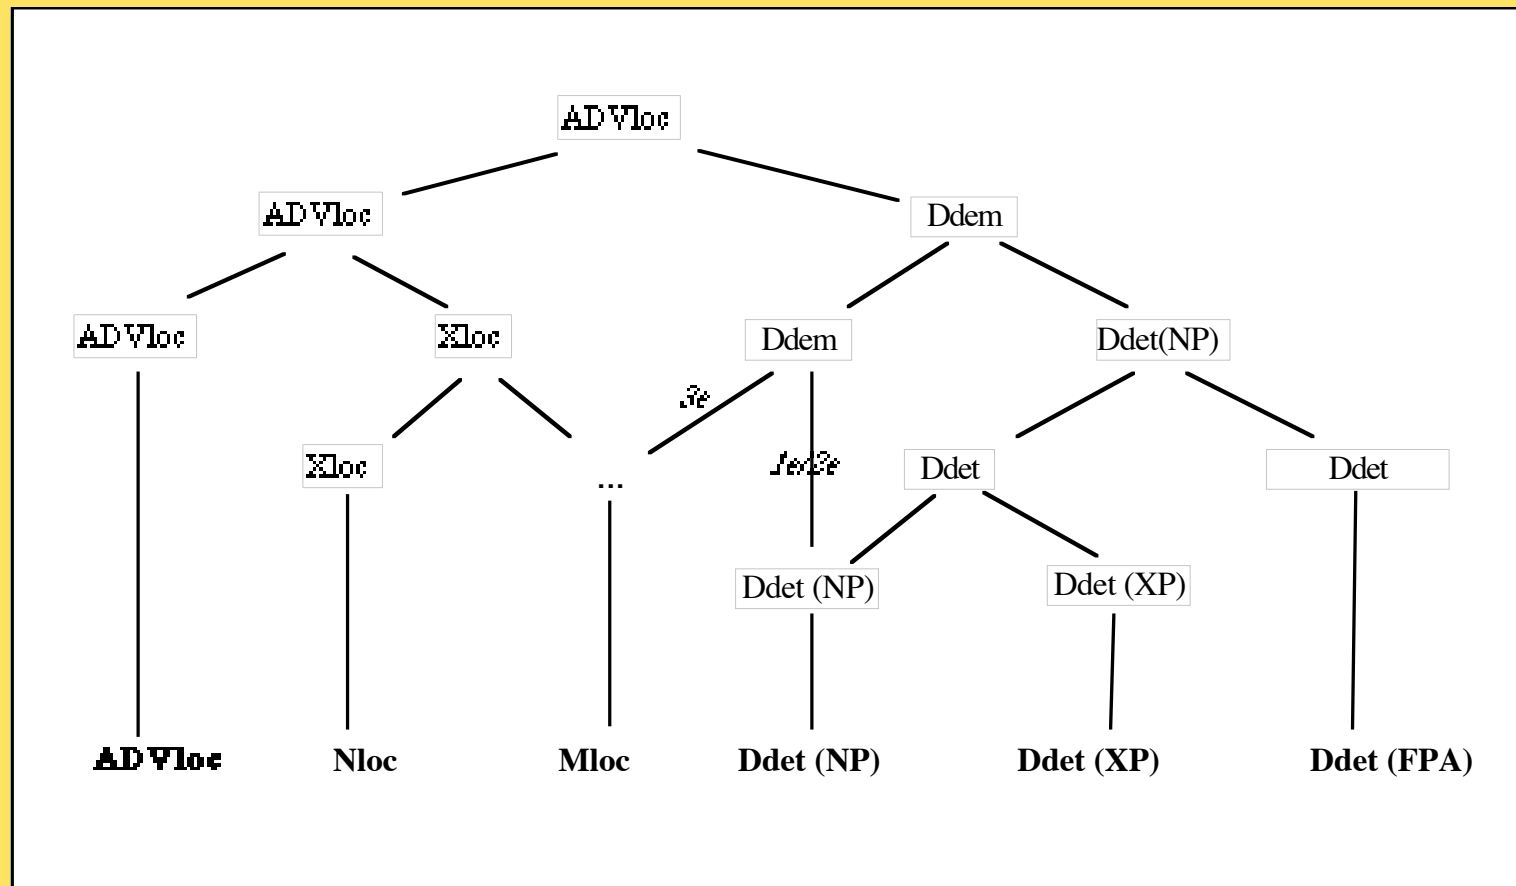 ADVloc
ADVloc Ddem
ADVloc Xloc Ddem Ddet(NP)
3e
Xloc ... 1e/2e Ddet Ddet
Ddet (NP) Ddet (XP)
ADVloc Nloc Mloc Ddet (NP) Ddet (XP) Ddet (FPA)